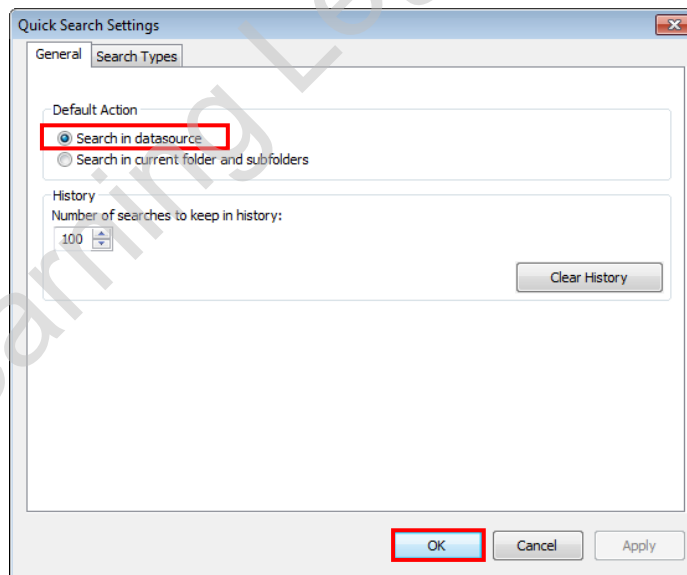 Quick Search Settings
General Search Types
Default Action
Search in datasource
Search in current folder and subfolders
History
Number of searches to keep in history:
100
Clear History
OK Cancel Apply